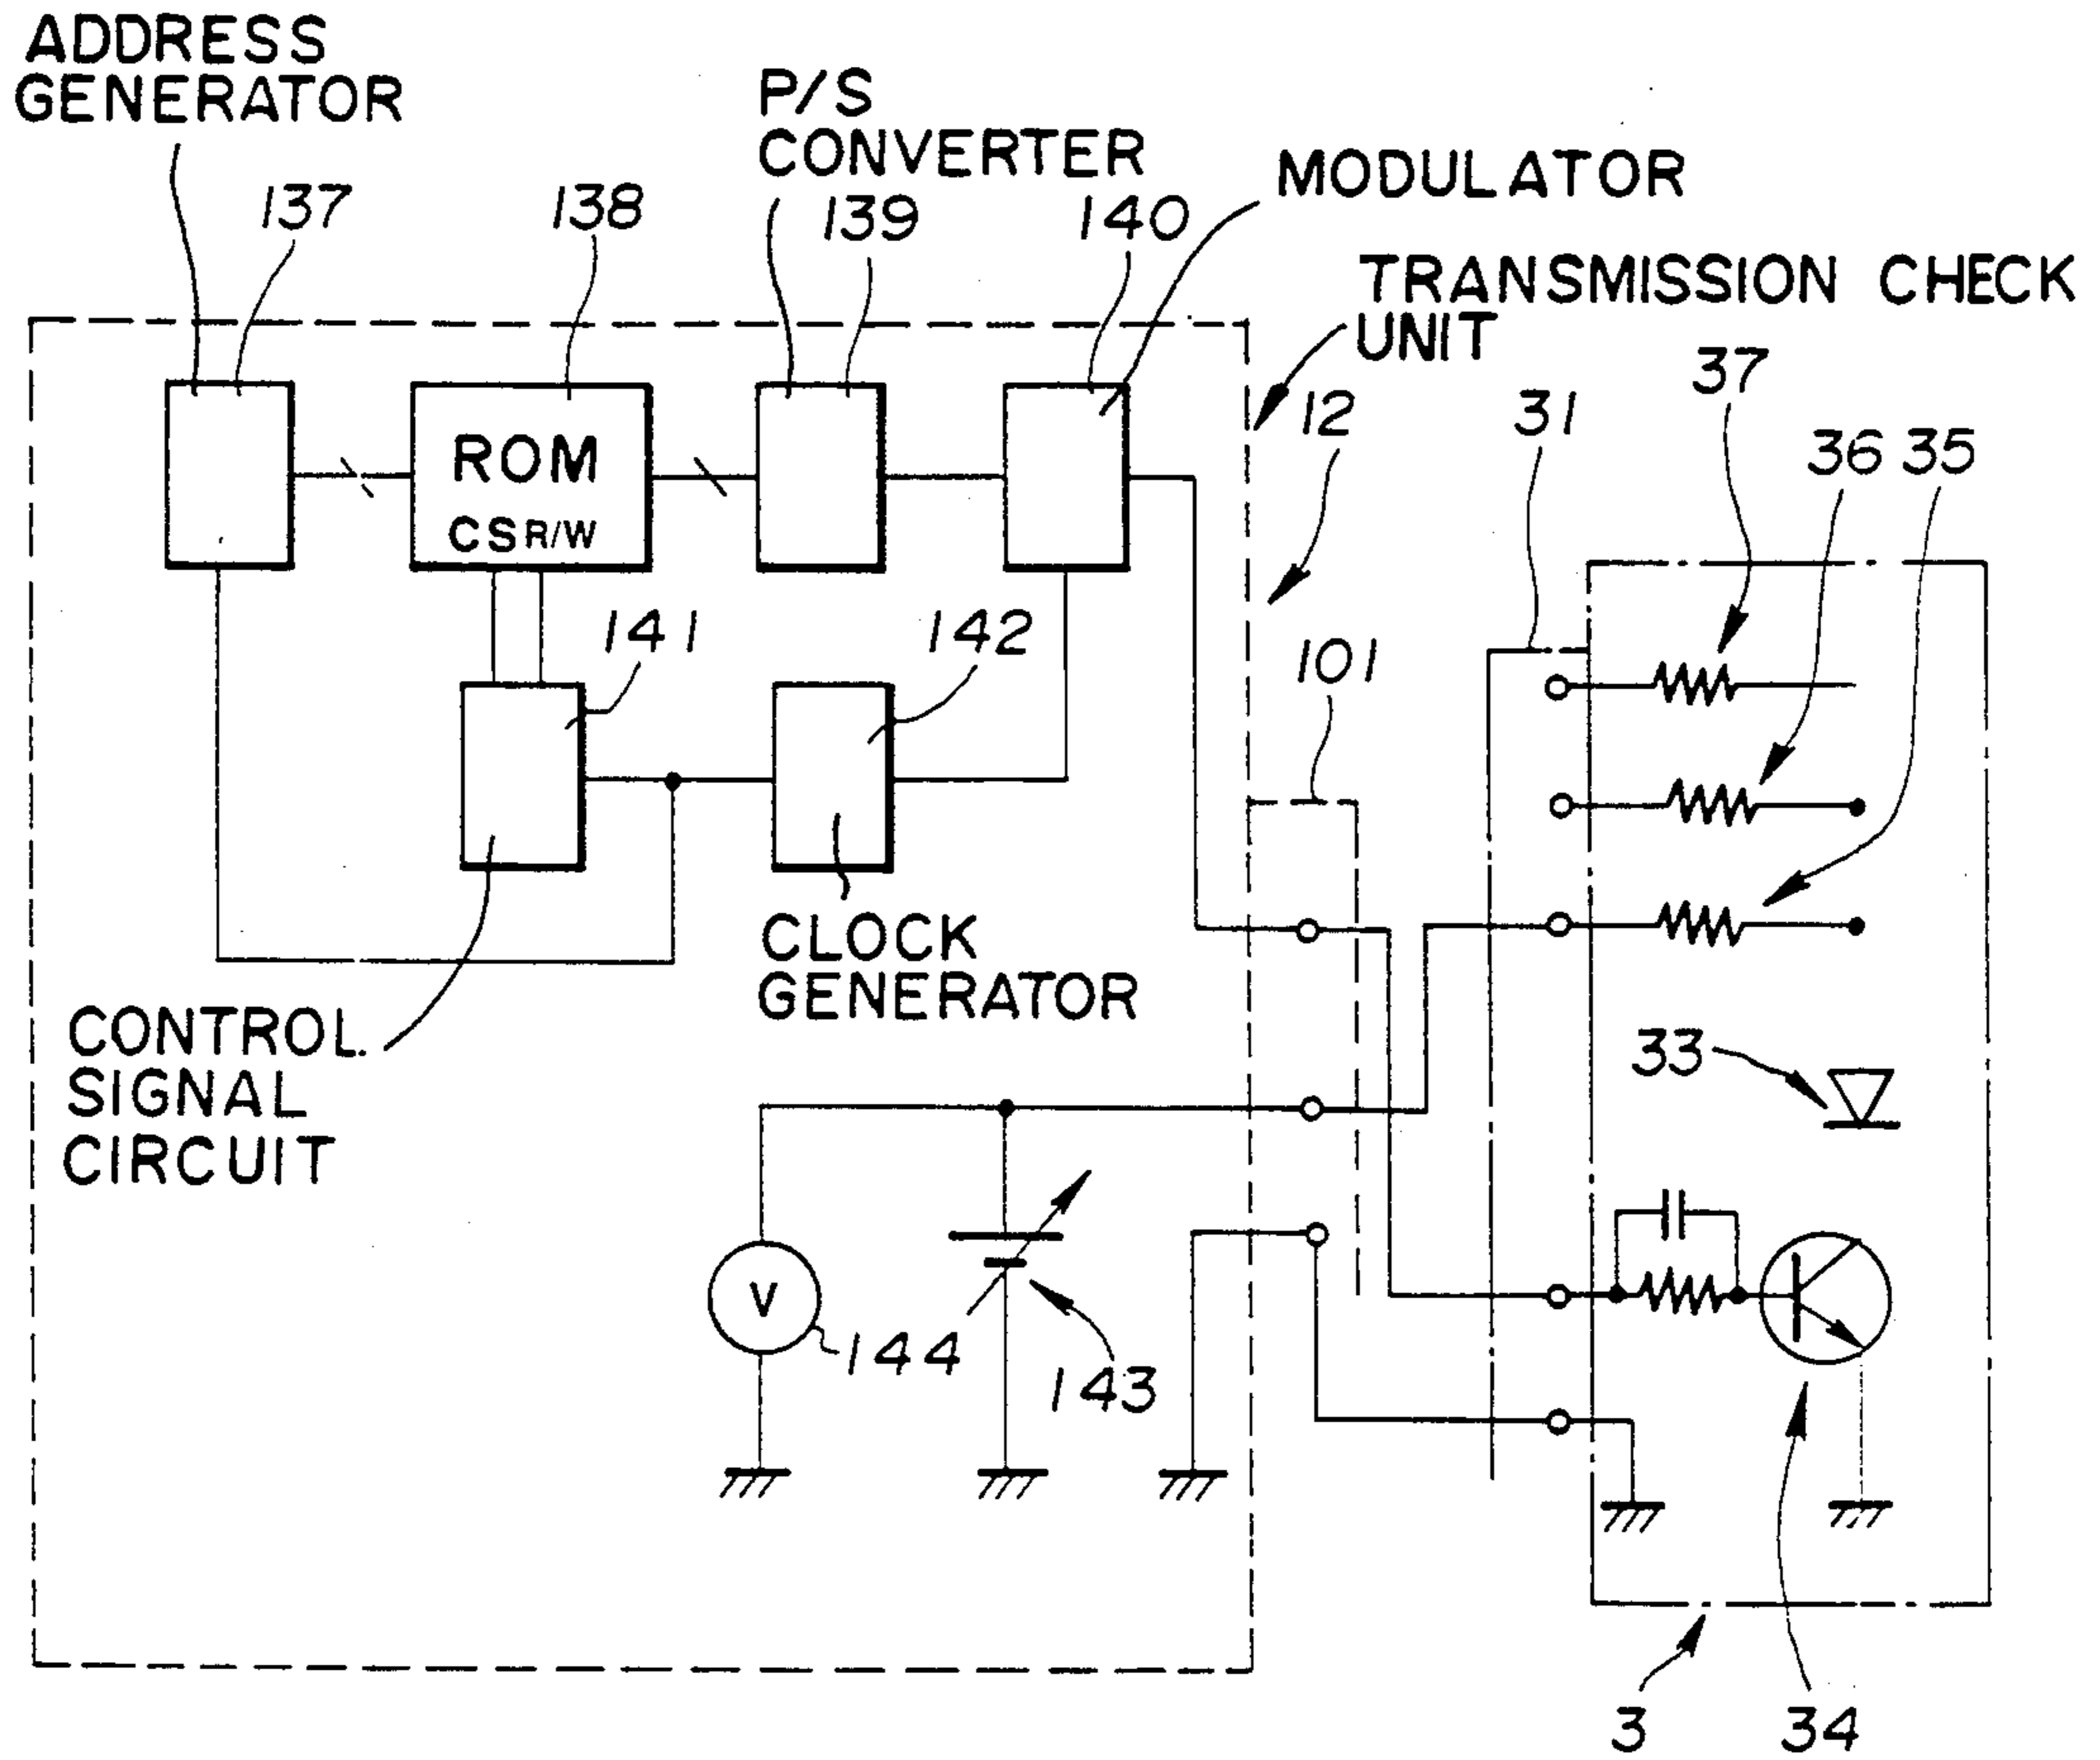 ADDRESS
GENERATOR
137
138
P/S
CONVERTER
139
140
MODULATOR
TRANSMISSION CHECK
UNIT
12
31
37
36
35
ROM
CS R/W
141
142
101
CLOCK
GENERATOR
CONTROL
SIGNAL
CIRCUIT
33
V
144
143
3
34